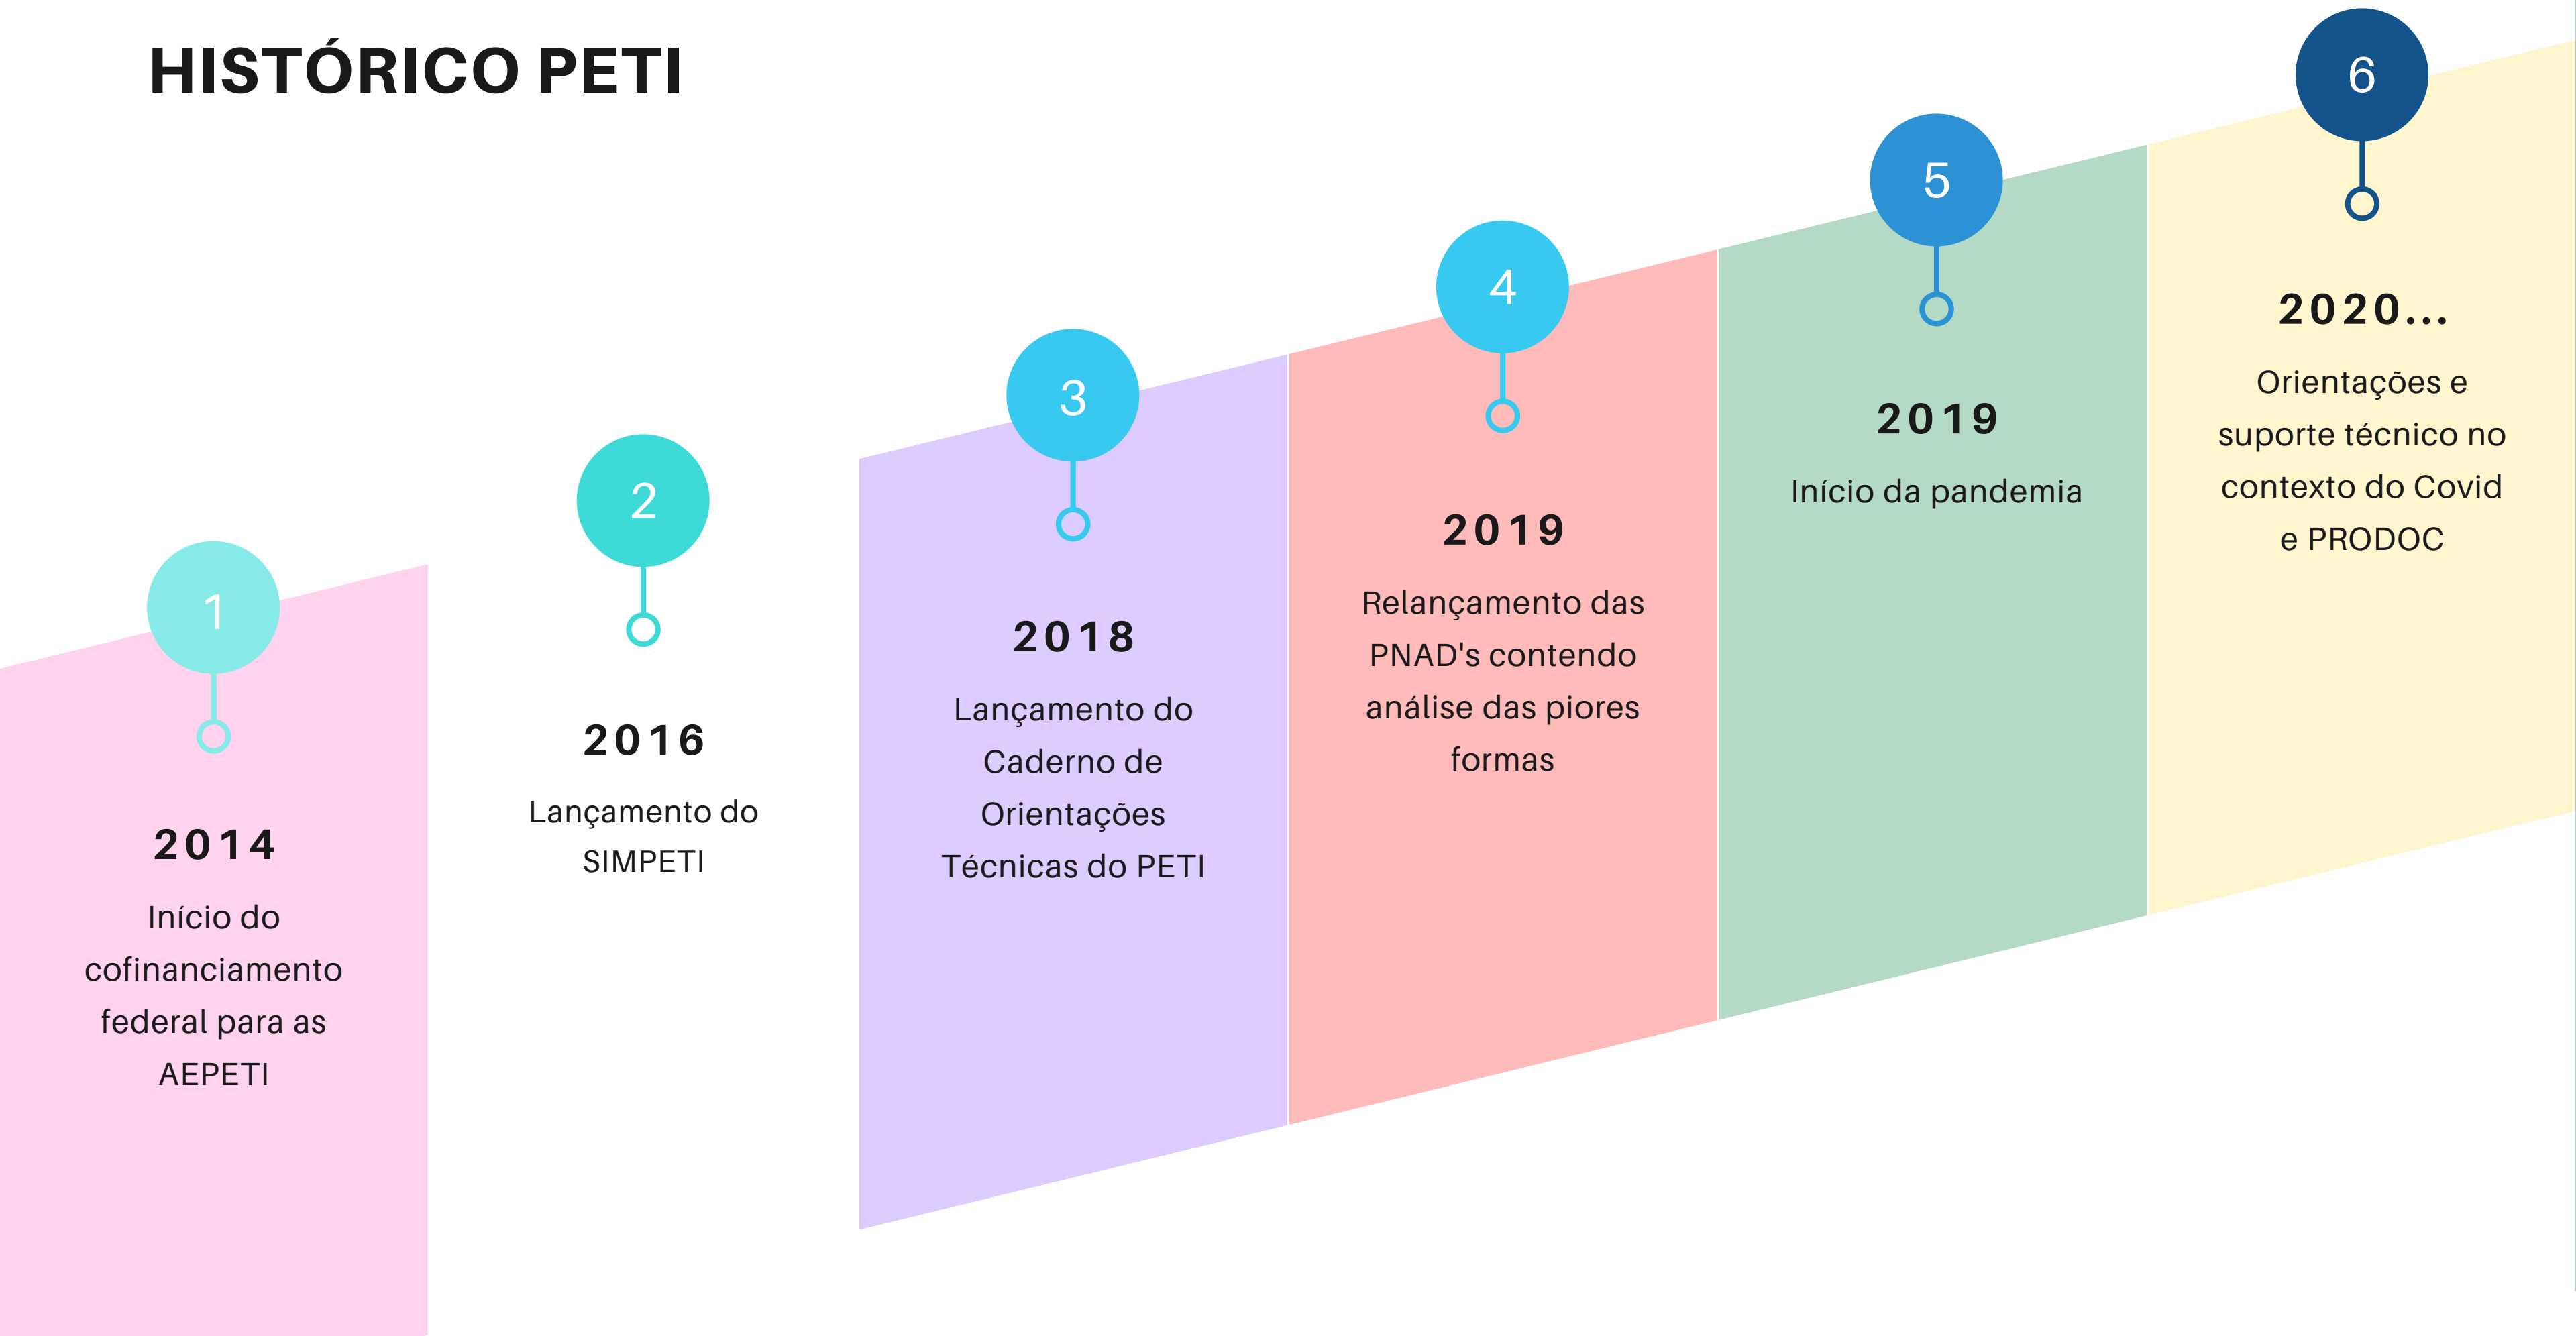 HISTÓRICO PETI
1
2014
Início do
cofinanciamento
federal para as
AEPETI
2
2016
Lançamento do
SIMPETI
3
2018
Lançamento do
Caderno de
Orientações
Técnicas do PETI
4
2019
Relançamento das
PNAD's contendo
análise das piores
formas
5
2019
Início da pandemia
6
2020...
Orientações e
suporte técnico no
contexto do Covid
e PRODOC